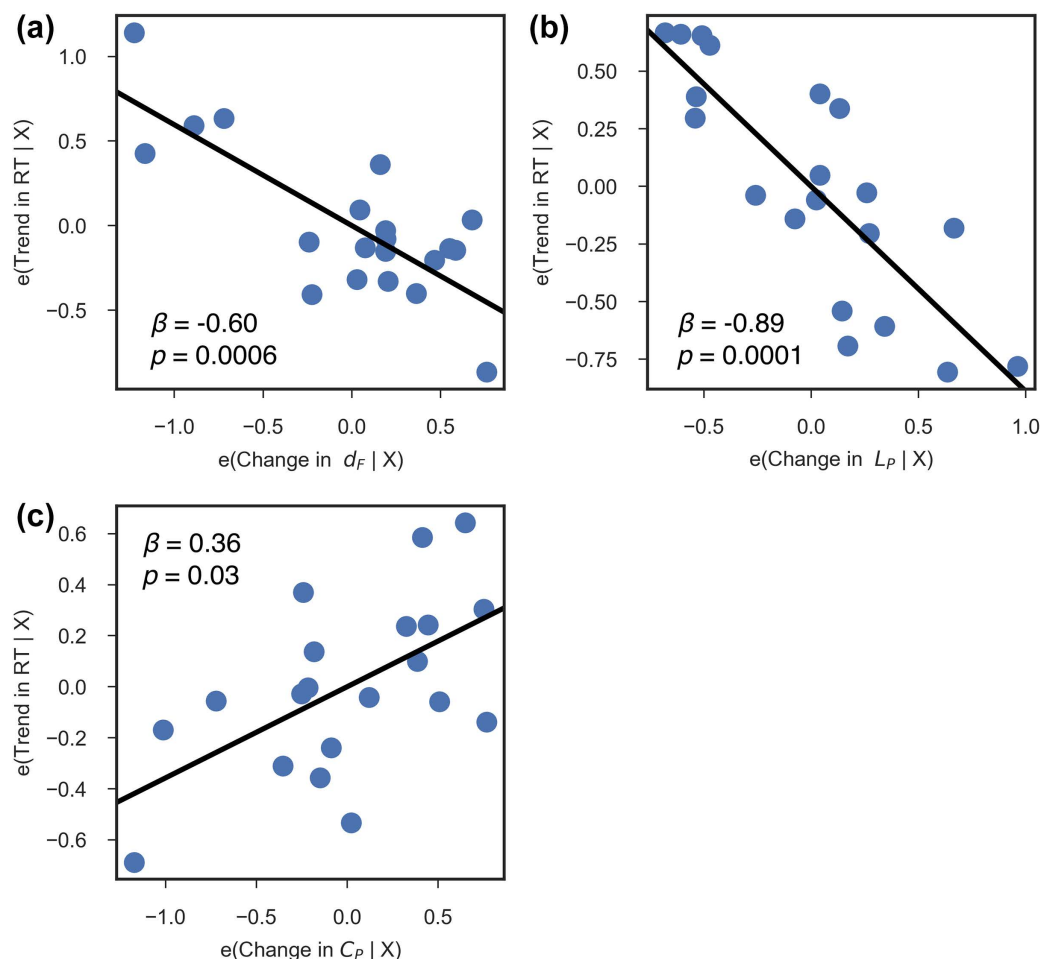 (a)
1.0
0.5
0.0
−0.5
e(Trend in RT | X)
β = -0.60
p = 0.0006
−1.0 −0.5 0.0 0.5
e(Change in d_F | X)
(b)
0.50
0.25
0.00
−0.25
−0.50
−0.75
e(Trend in RT | X)
β = -0.89
p = 0.0001
−0.5 0.0 0.5 1.0
e(Change in L_P | X)
(c)
0.6
0.4
0.2
0.0
−0.2
−0.4
−0.6
e(Trend in RT | X)
β = 0.36
p = 0.03
−1.0 −0.5 0.0 0.5
e(Change in C_P | X)